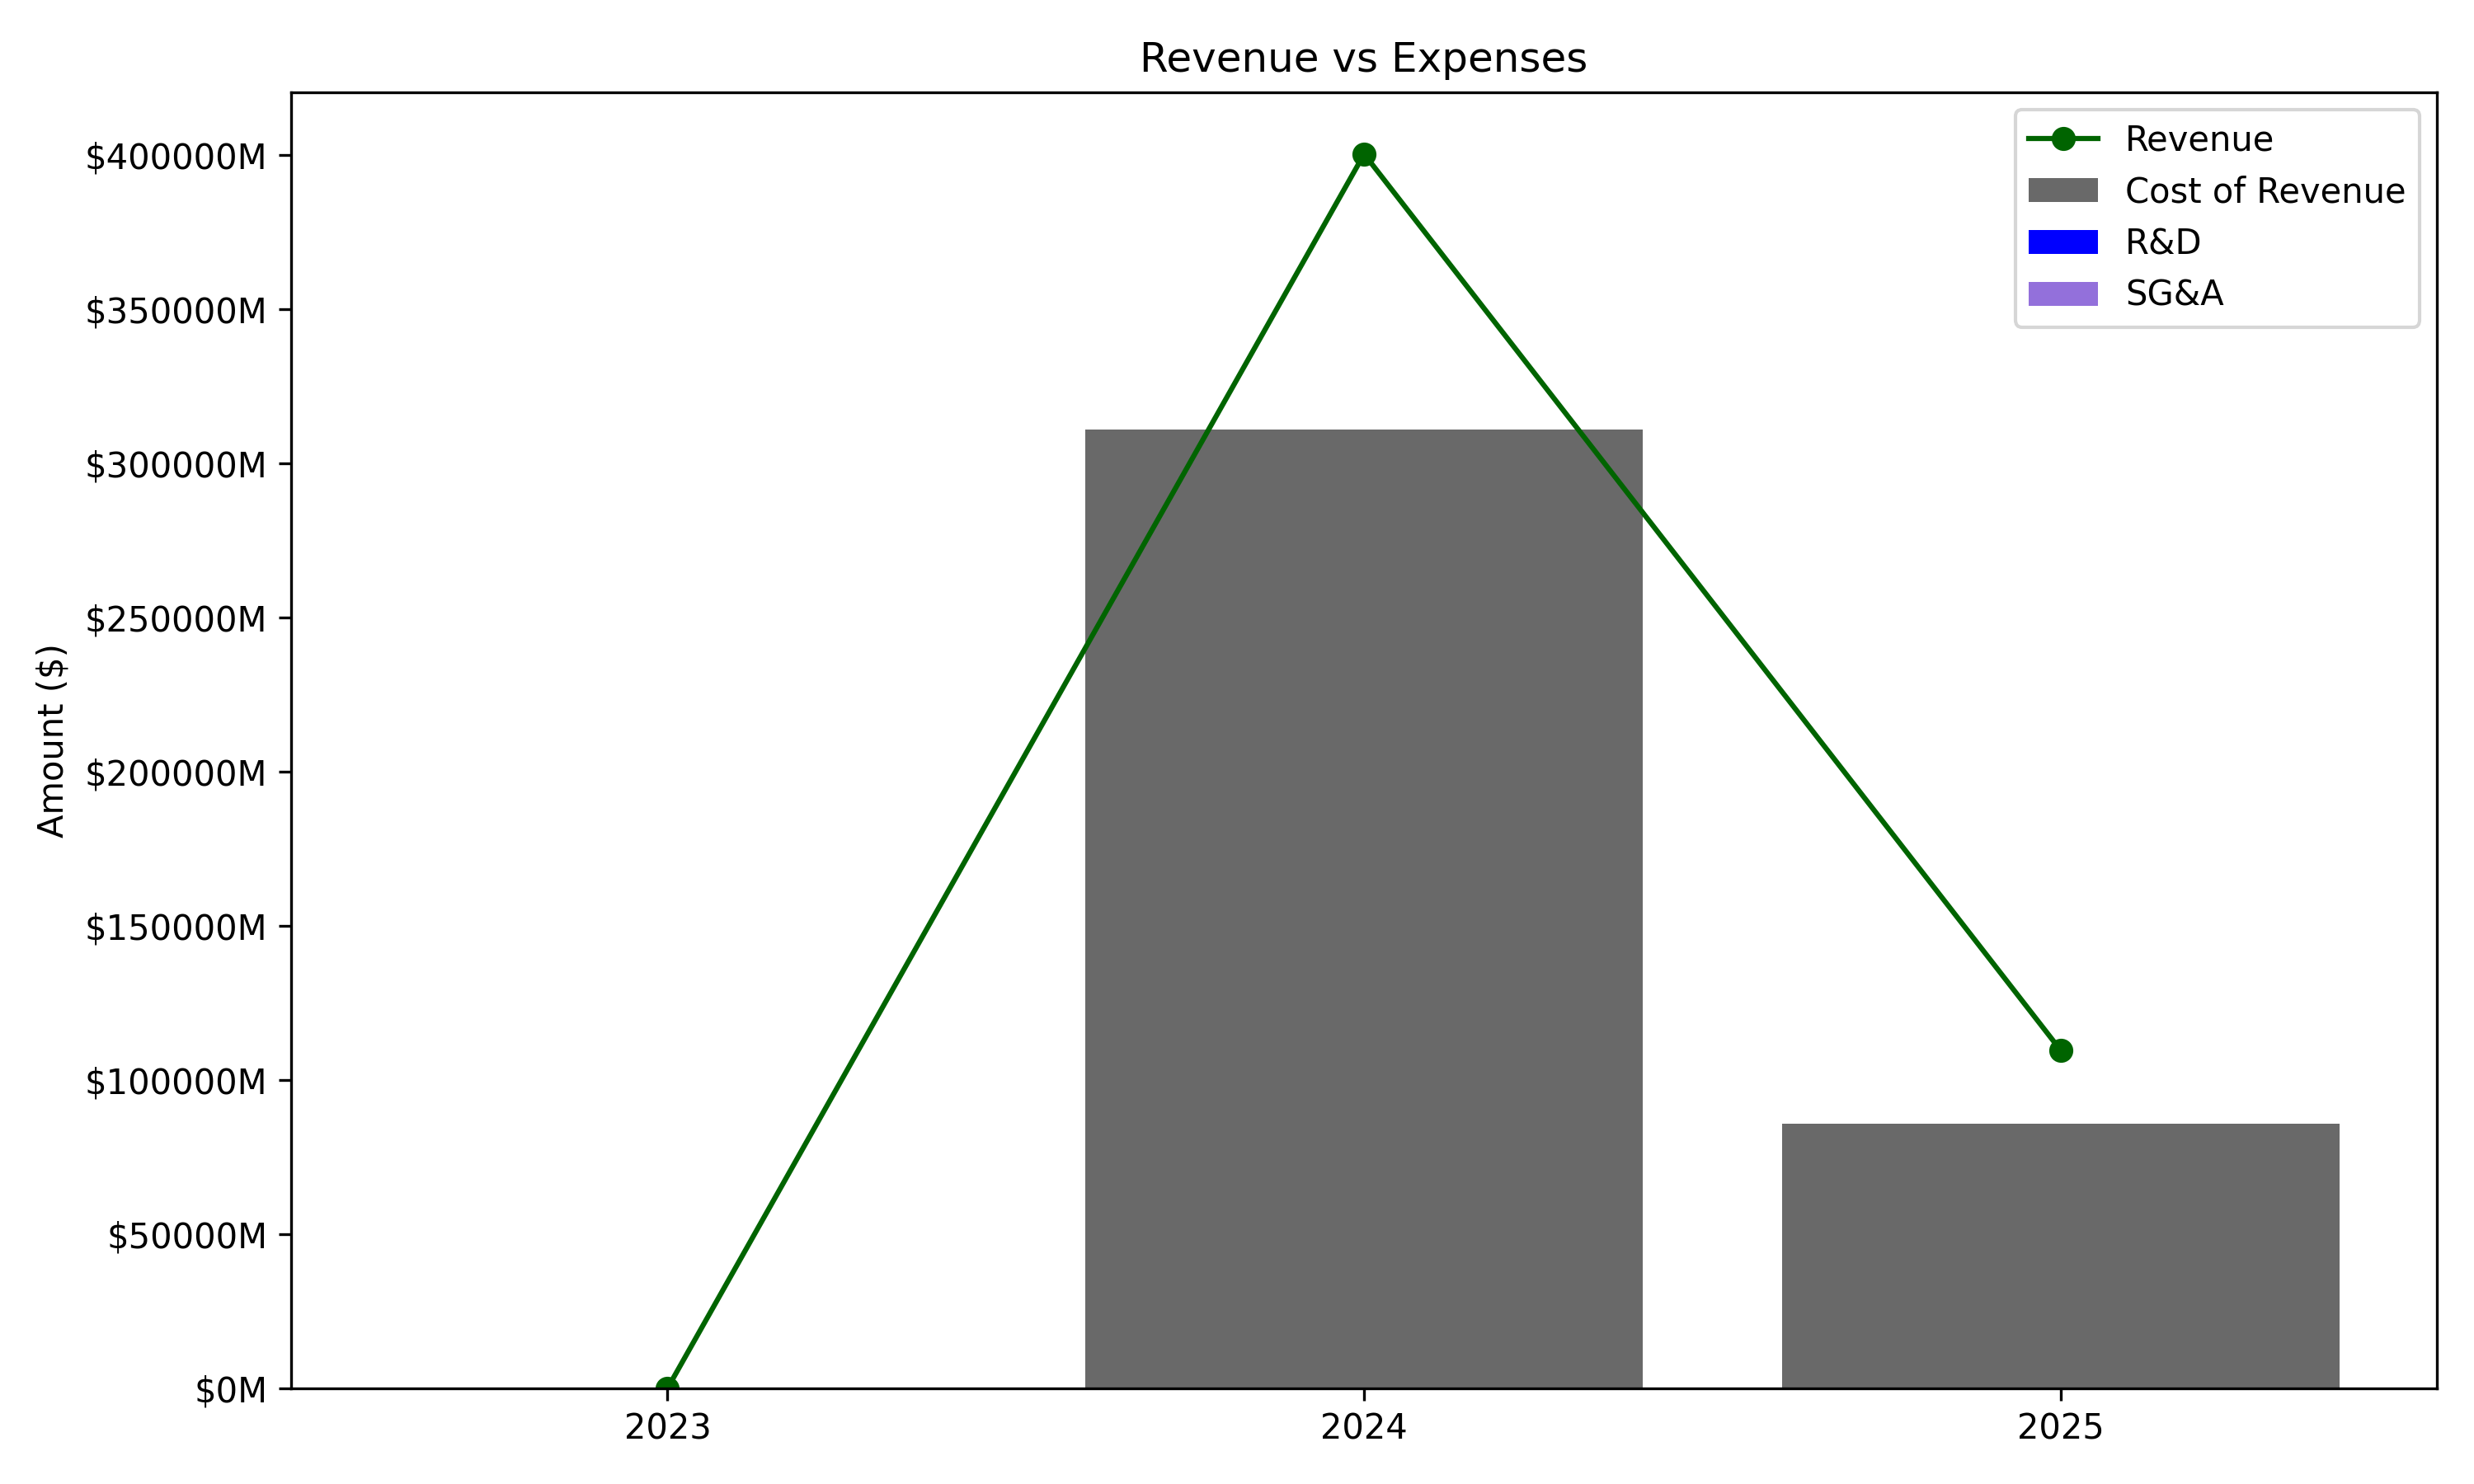 Revenue vs Expenses
Revenue
Cost of Revenue
R&D
SG&A
Amount ($)
$400000M
$350000M
$300000M
$250000M
$200000M
$150000M
$100000M
$50000M
$0M
2023
2024
2025